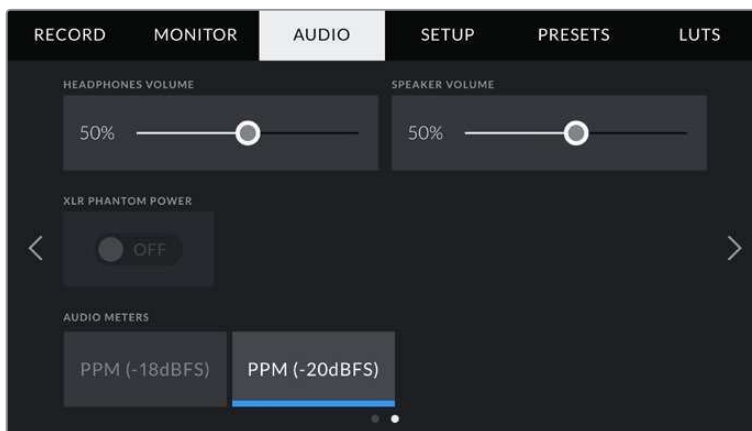 RECORD MONITOR AUDIO SETUP PRESETS LUTS
HEADPHONES VOLUME SPEAKER VOLUME
50% 50%
XLR PHANTOM POWER
OFF
AUDIO METERS
PPM (-18dBFS) PPM (-20dBFS)